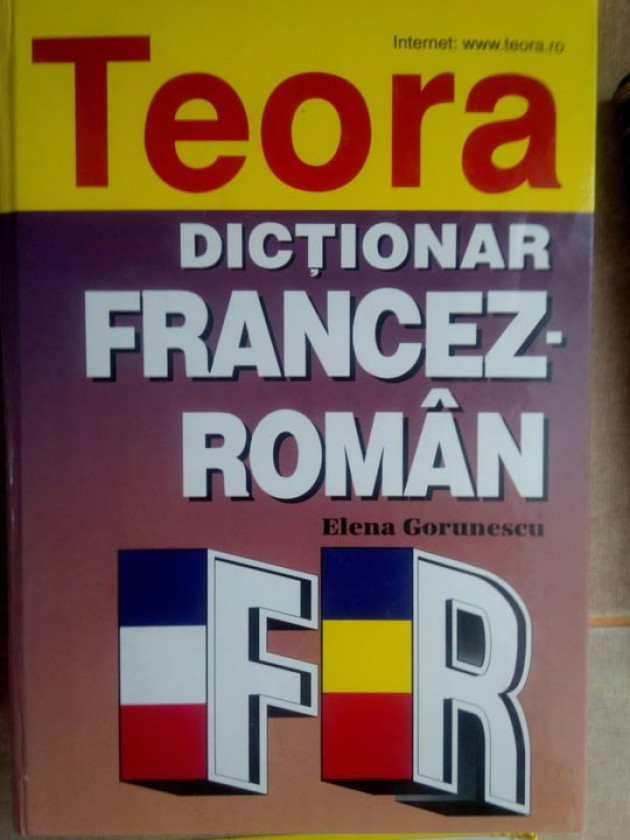 Internet: www.teora.ro
Teora
DICȚIONAR
FRANCEZ-
ROMÂN
Elena Gorunescu
F R